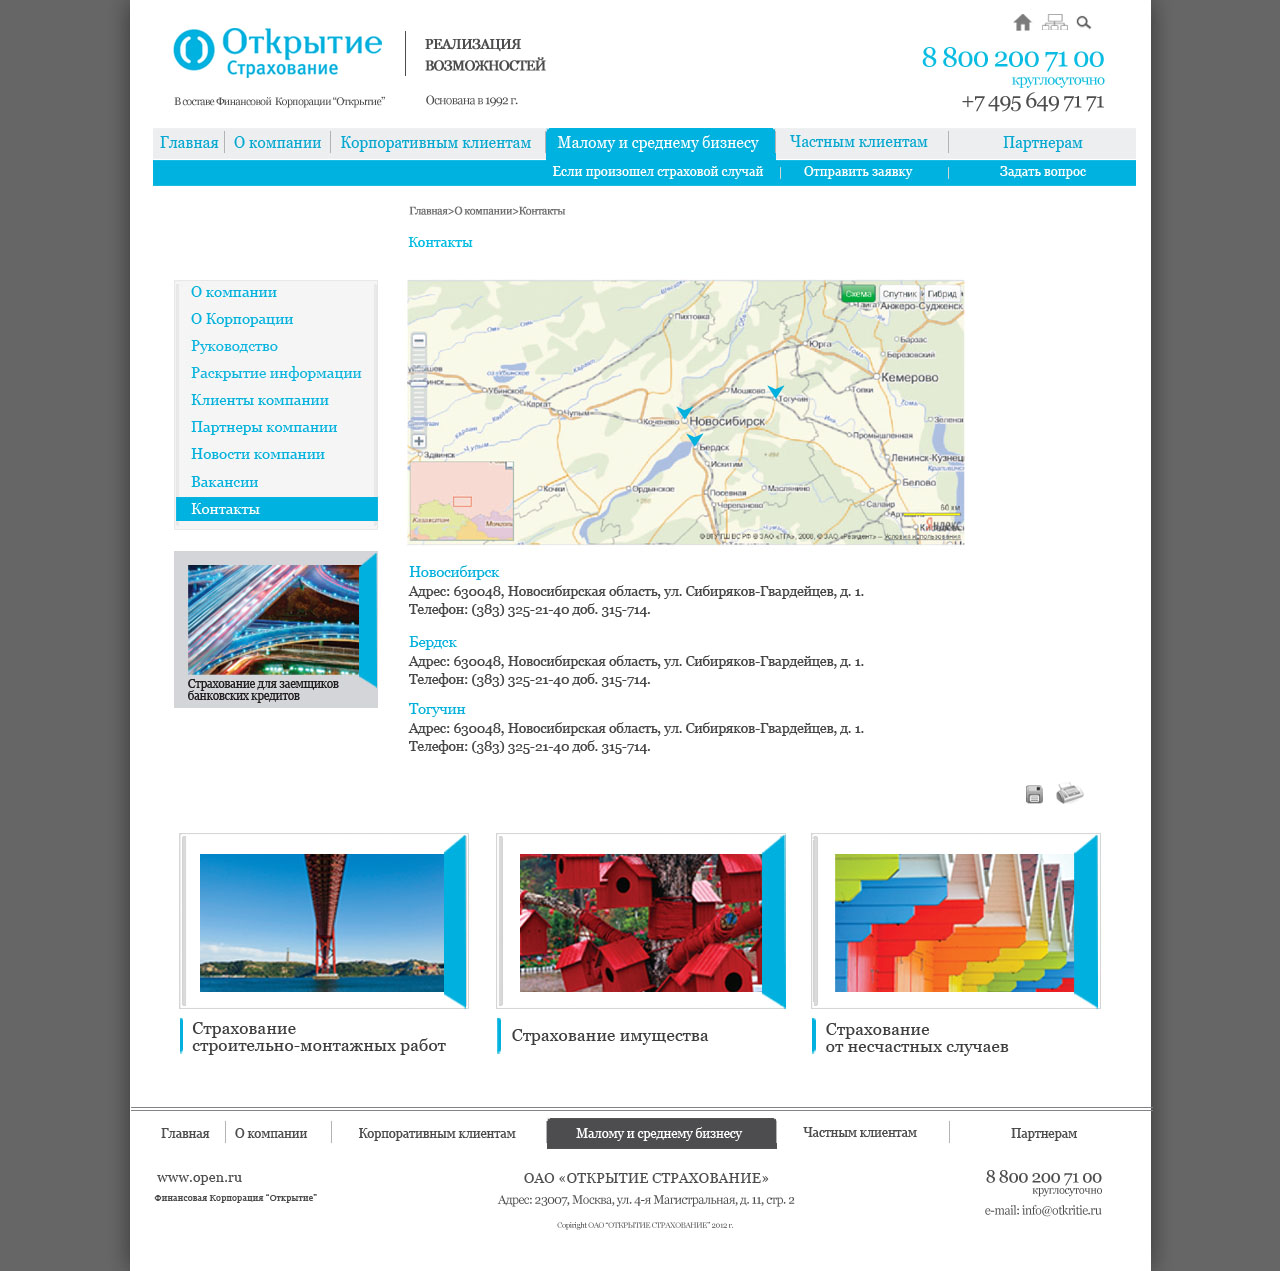 Открытие
Страхование
РЕАЛИЗАЦИЯ
ВОЗМОЖНОСТЕЙ
В составе Финансовой Корпорации "Открытие"
Основана в 1992 г.
8 800 200 71 00
круглосуточно
+7 495 649 71 71
Главная О компании Корпоративным клиентам Малому и среднему бизнесу Частным клиентам Партнерам
Если произошел страховой случай Отправить заявку Задать вопрос
Главная>О компании>Контакты
Контакты
О компании
О Корпорации
Руководство
Раскрытие информации
Клиенты компании
Партнеры компании
Новости компании
Вакансии
Контакты
Схема Спутник Гибрид
Анжеро-Судженск
Пихтовка
Юрга
Барзас
Березовский
Кемерово
Убинское
Мошково
Топки
Тогучин
Каргат
Чулым
Коченево
Новосибирск
Зеленого
Промышленная
Бердск
Здвинск
Искитим
Ленинск-Кузнец
Белово
Кочки
Ордынское
Посевная
Маслянино
Черепаново
Салаир
60 км
Казахстан
Монголь
Яндекс
Условия использования
Страхование для заемщиков
банковских кредитов
Новосибирск
Адрес: 630048, Новосибирская область, ул. Сибиряков-Гвардейцев, д. 1.
Телефон: (383) 325-21-40 доб. 315-714.
Бердск
Адрес: 630048, Новосибирская область, ул. Сибиряков-Гвардейцев, д. 1.
Телефон: (383) 325-21-40 доб. 315-714.
Тогучин
Адрес: 630048, Новосибирская область, ул. Сибиряков-Гвардейцев, д. 1.
Телефон: (383) 325-21-40 доб. 315-714.
Страхование
строительно-монтажных работ
Страхование имущества
Страхование
от несчастных случаев
Главная О компании Корпоративным клиентам Малому и среднему бизнесу Частным клиентам Партнерам
www.open.ru
Финансовая Корпорация "Открытие"
ОАО «ОТКРЫТИЕ СТРАХОВАНИЕ»
Адрес: 23007, Москва, ул. 4-я Магистральная, д. 11, стр. 2
Copiright ОАО "ОТКРЫТИЕ СТРАХОВАНИЕ" 2012 г.
8 800 200 71 00
круглосуточно
e-mail: info@otkritie.ru